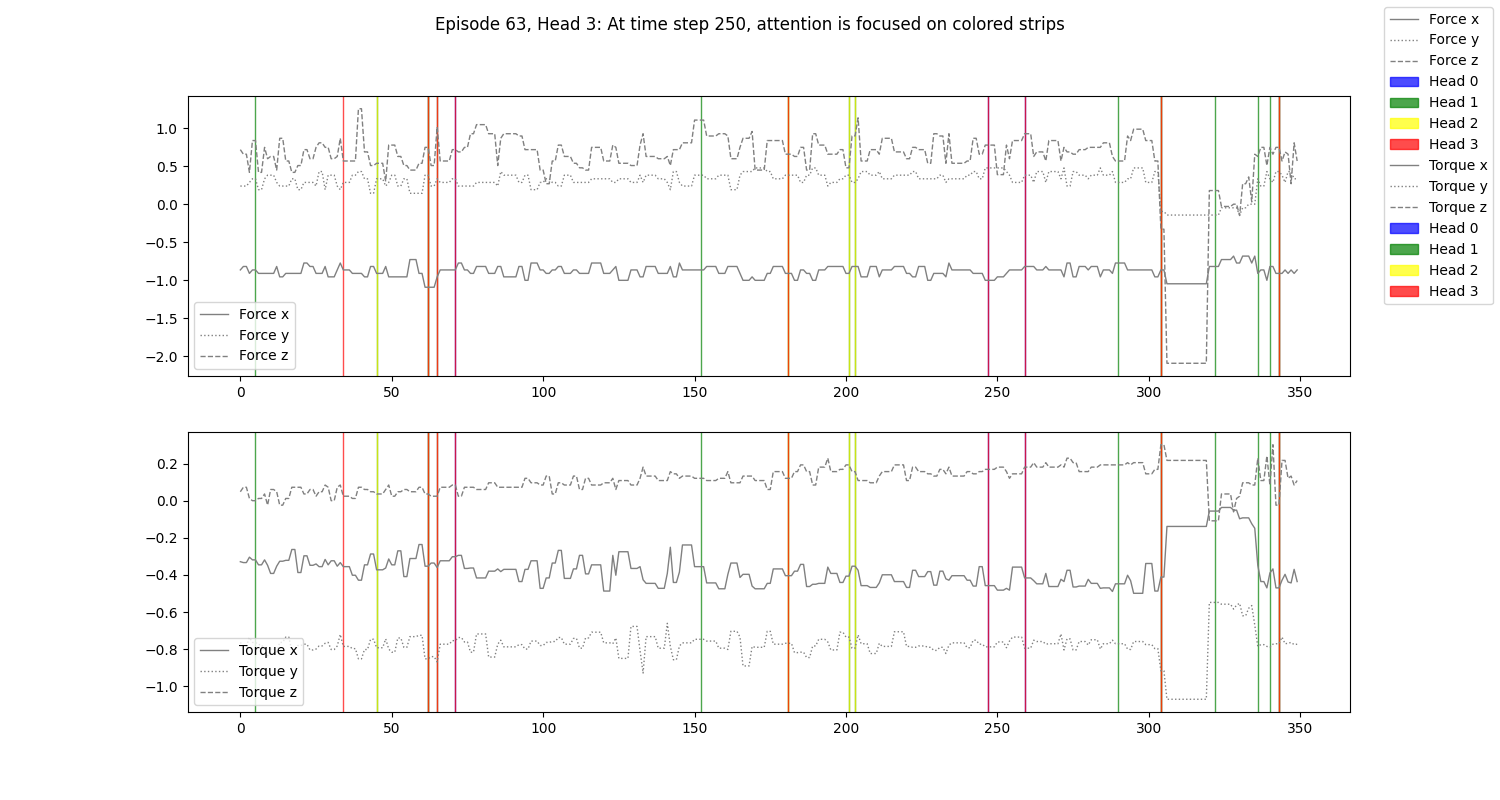 Episode 63, Head 3: At time step 250, attention is focused on colored strips
Force x
Force y
Force z
Head 0
Head 1
Head 2
Head 3
Torque x
Torque y
Torque z
Head 0
Head 1
Head 2
Head 3
1.0
0.5
0.0
−0.5
−1.0
−1.5
−2.0
Force x
Force y
Force z
0 50 100 150 200 250 300 350
0.2
0.0
−0.2
−0.4
−0.6
−0.8
−1.0
Torque x
Torque y
Torque z
0 50 100 150 200 250 300 350